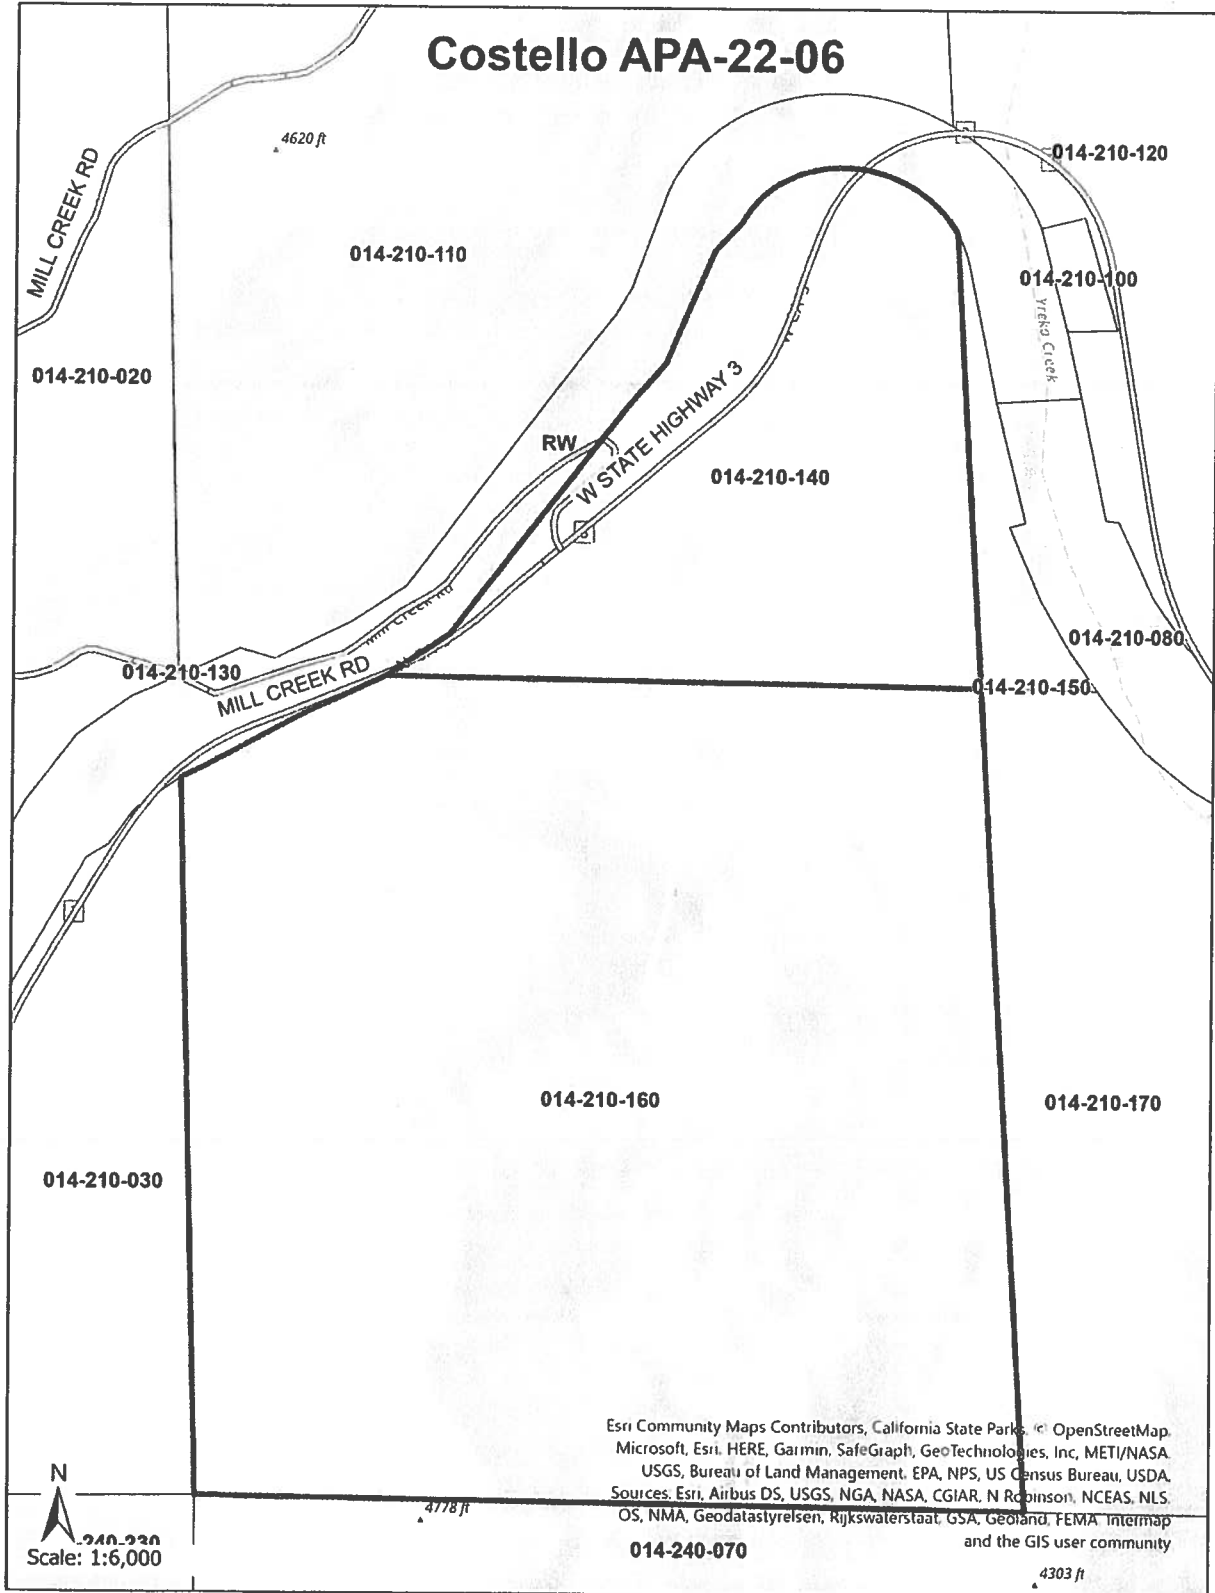 Costello APA-22-06
4620 ft
014-210-120
MILL CREEK RD
014-210-110
014-210-100
Yreka Creek
014-210-020
W STATE HIGHWAY 3
RW
014-210-140
014-210-080
014-210-130
MILL CREEK RD
014-210-150
014-210-160
014-210-170
014-210-030
Esri Community Maps Contributors, California State Parks, © OpenStreetMap,
Microsoft, Esri, HERE, Garmin, SafeGraph, GeoTechnologies, Inc, METI/NASA,
USGS, Bureau of Land Management, EPA, NPS, US Census Bureau, USDA,
Sources: Esri, Airbus DS, USGS, NGA, NASA, CGIAR, N Robinson, NCEAS, NLS,
OS, NMA, Geodatastyrelsen, Rijkswaterstaat, GSA, Geoland, FEMA, Intermap
and the GIS user community
N
4778 ft
-240-230
Scale: 1:6,000
014-240-070
4303 ft